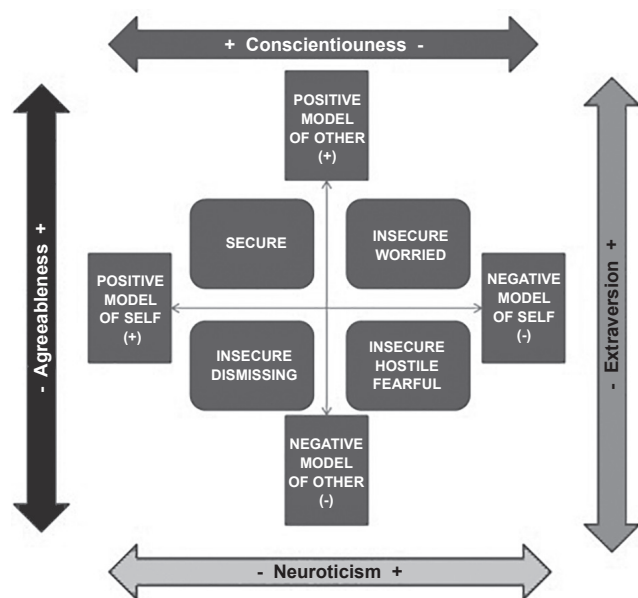 + Conscientiouness -
POSITIVE
MODEL
OF OTHER
(+)
- Agreeableness +
SECURE
INSECURE
WORRIED
- Extraversion +
POSITIVE
MODEL
OF SELF
(+)
NEGATIVE
MODEL
OF SELF
(-)
INSECURE
DISMISSING
INSECURE
HOSTILE
FEARFUL
NEGATIVE
MODEL
OF OTHER
(-)
- Neuroticism +